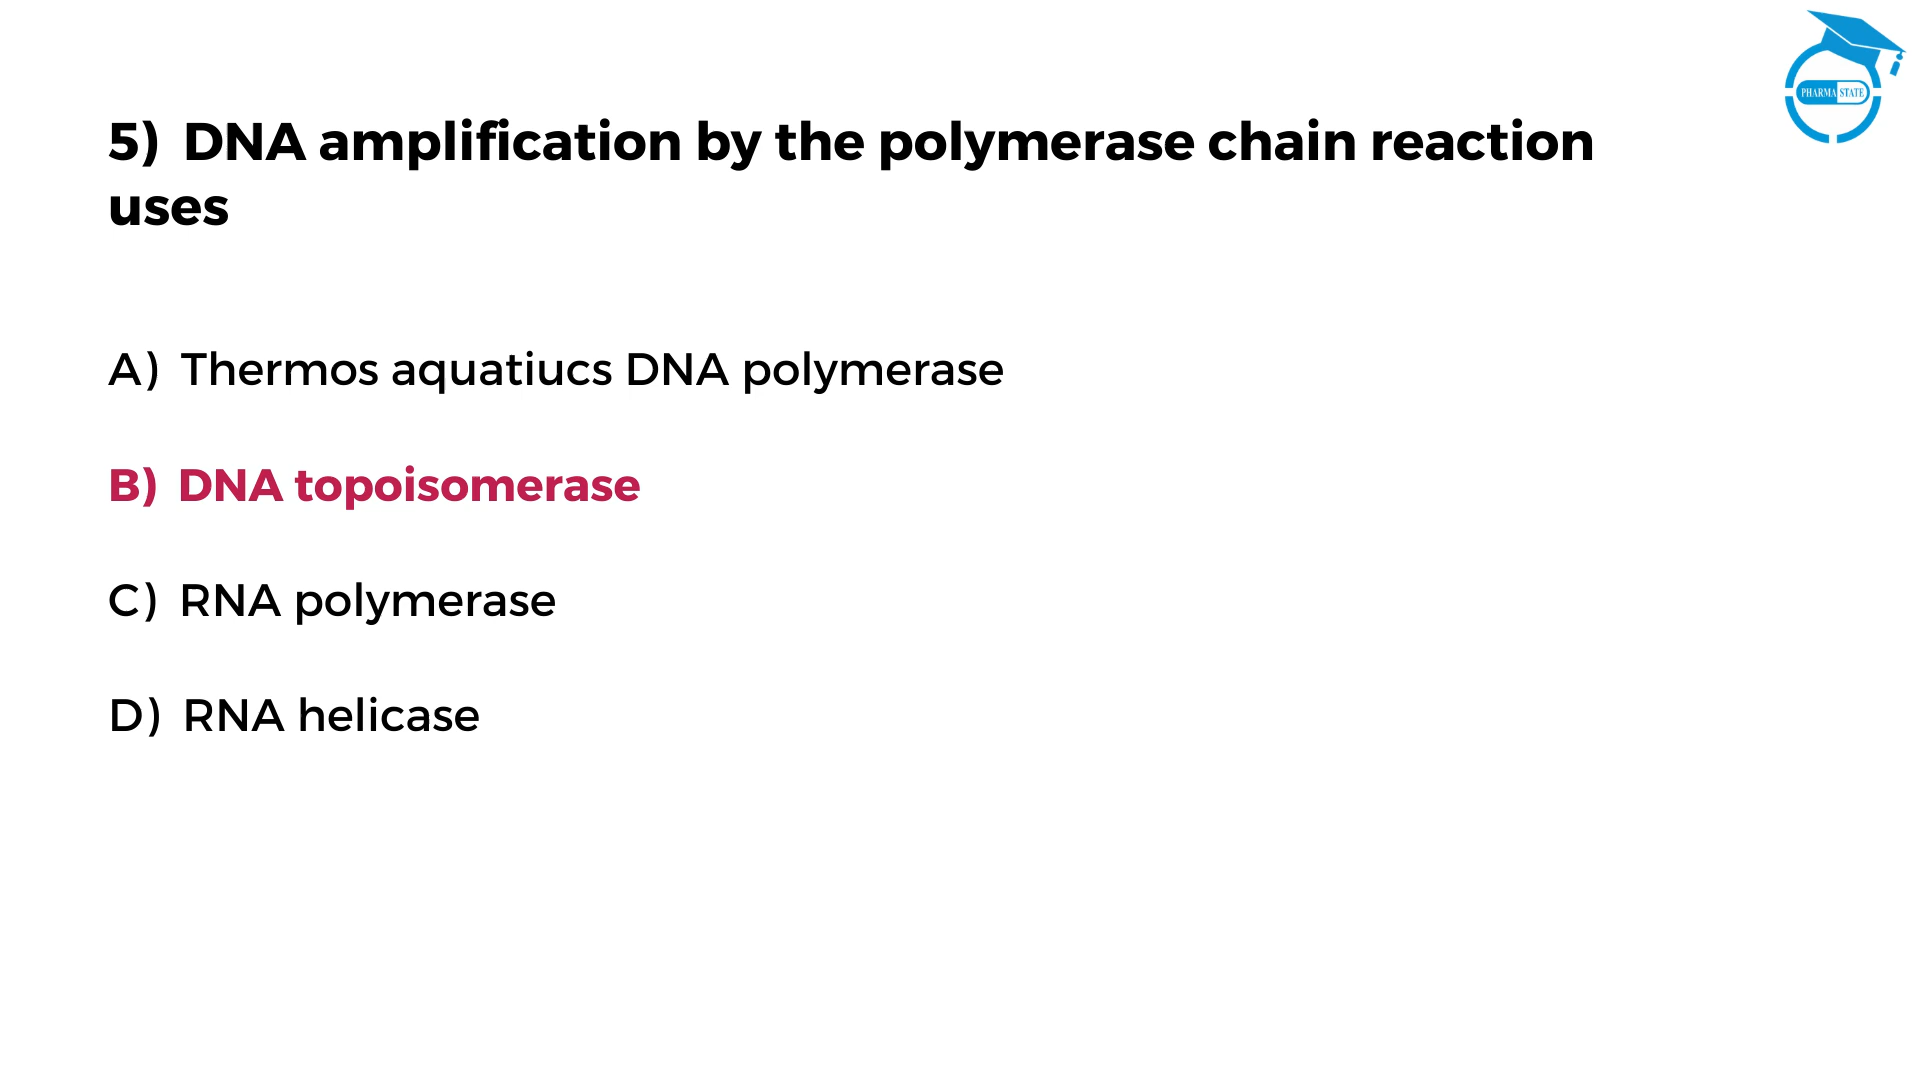 PHARMA STATE
5) DNA amplification by the polymerase chain reaction
uses
A) Thermos aquatiucs DNA polymerase
B) DNA topoisomerase
C) RNA polymerase
D) RNA helicase